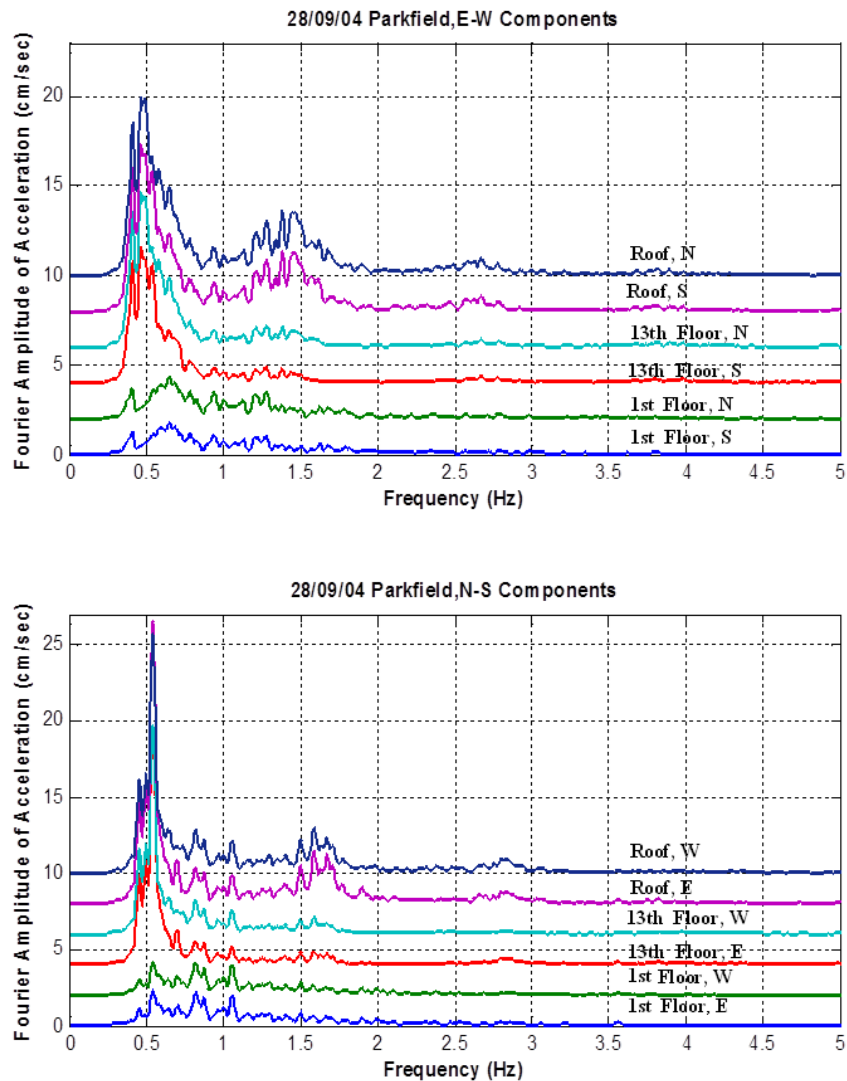 28/09/04 Parkfield,E-W Components
Fourier Amplitude of Acceleration (cm/sec)
20
15
10
5
0
Roof, N
Roof, S
13th Floor, N
13th Floor, S
1st Floor, N
1st Floor, S
0 0.5 1 1.5 2 2.5 3 3.5 4 4.5 5
Frequency (Hz)
28/09/04 Parkfield,N-S Components
Fourier Amplitude of Acceleration (cm/sec)
25
20
15
10
5
0
Roof, W
Roof, E
13th Floor, W
13th Floor, E
1st Floor, W
1st Floor, E
0 0.5 1 1.5 2 2.5 3 3.5 4 4.5 5
Frequency (Hz)